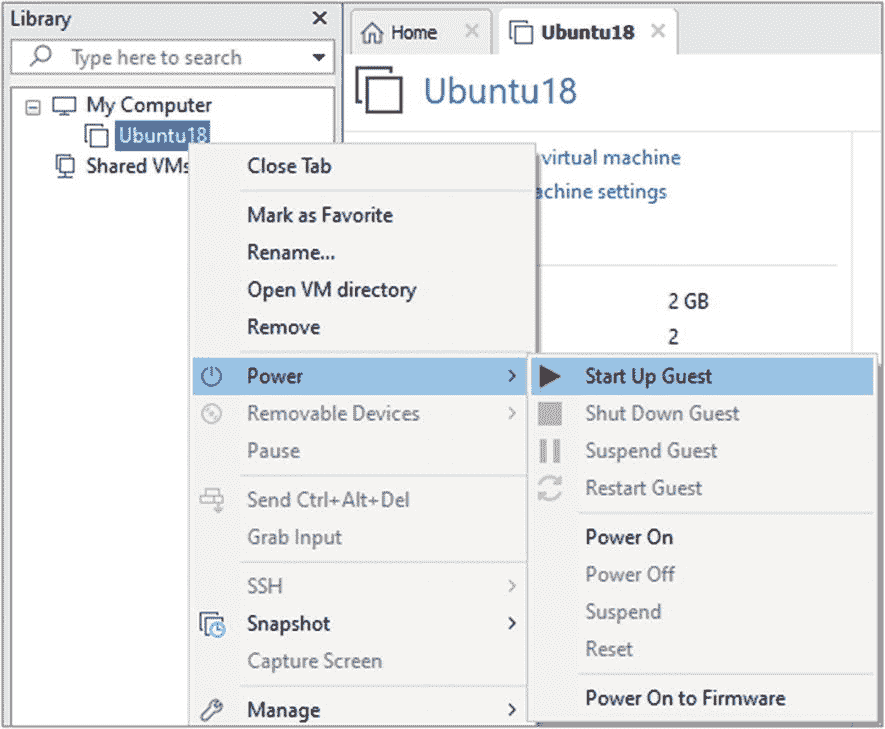 Library
Type here to search
My Computer
Ubuntu18
Shared VMs
Home
Ubuntu18
Ubuntu18
virtual machine
achine settings
2 GB
2
Close Tab
Mark as Favorite
Rename...
Open VM directory
Remove
Power
Removable Devices
Pause
Send Ctrl+Alt+Del
Grab Input
SSH
Snapshot
Capture Screen
Manage
Start Up Guest
Shut Down Guest
Suspend Guest
Restart Guest
Power On
Power Off
Suspend
Reset
Power On to Firmware